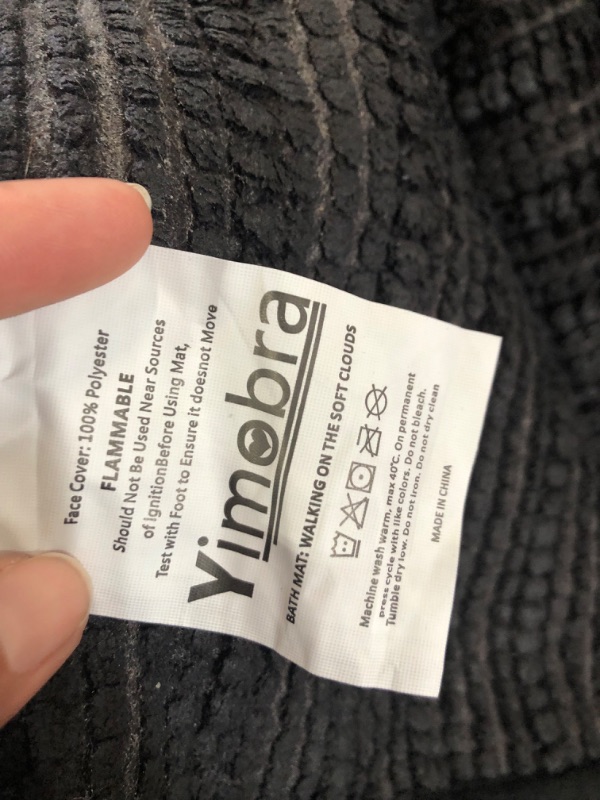 Face Cover: 100% Polyester
FLAMMABLE
Should Not Be Used Near Sources
of IgnitionBefore Using Mat,
Test with Foot to Ensure it doesnot Move
Yimobra
BATH MAT: WALKING ON THE SOFT CLOUDS
Machine wash warm, max 40°C. On permanent
press cycle with like colors. Do not bleach.
Tumble dry low. Do not iron. Do not dry clean
MADE IN CHINA